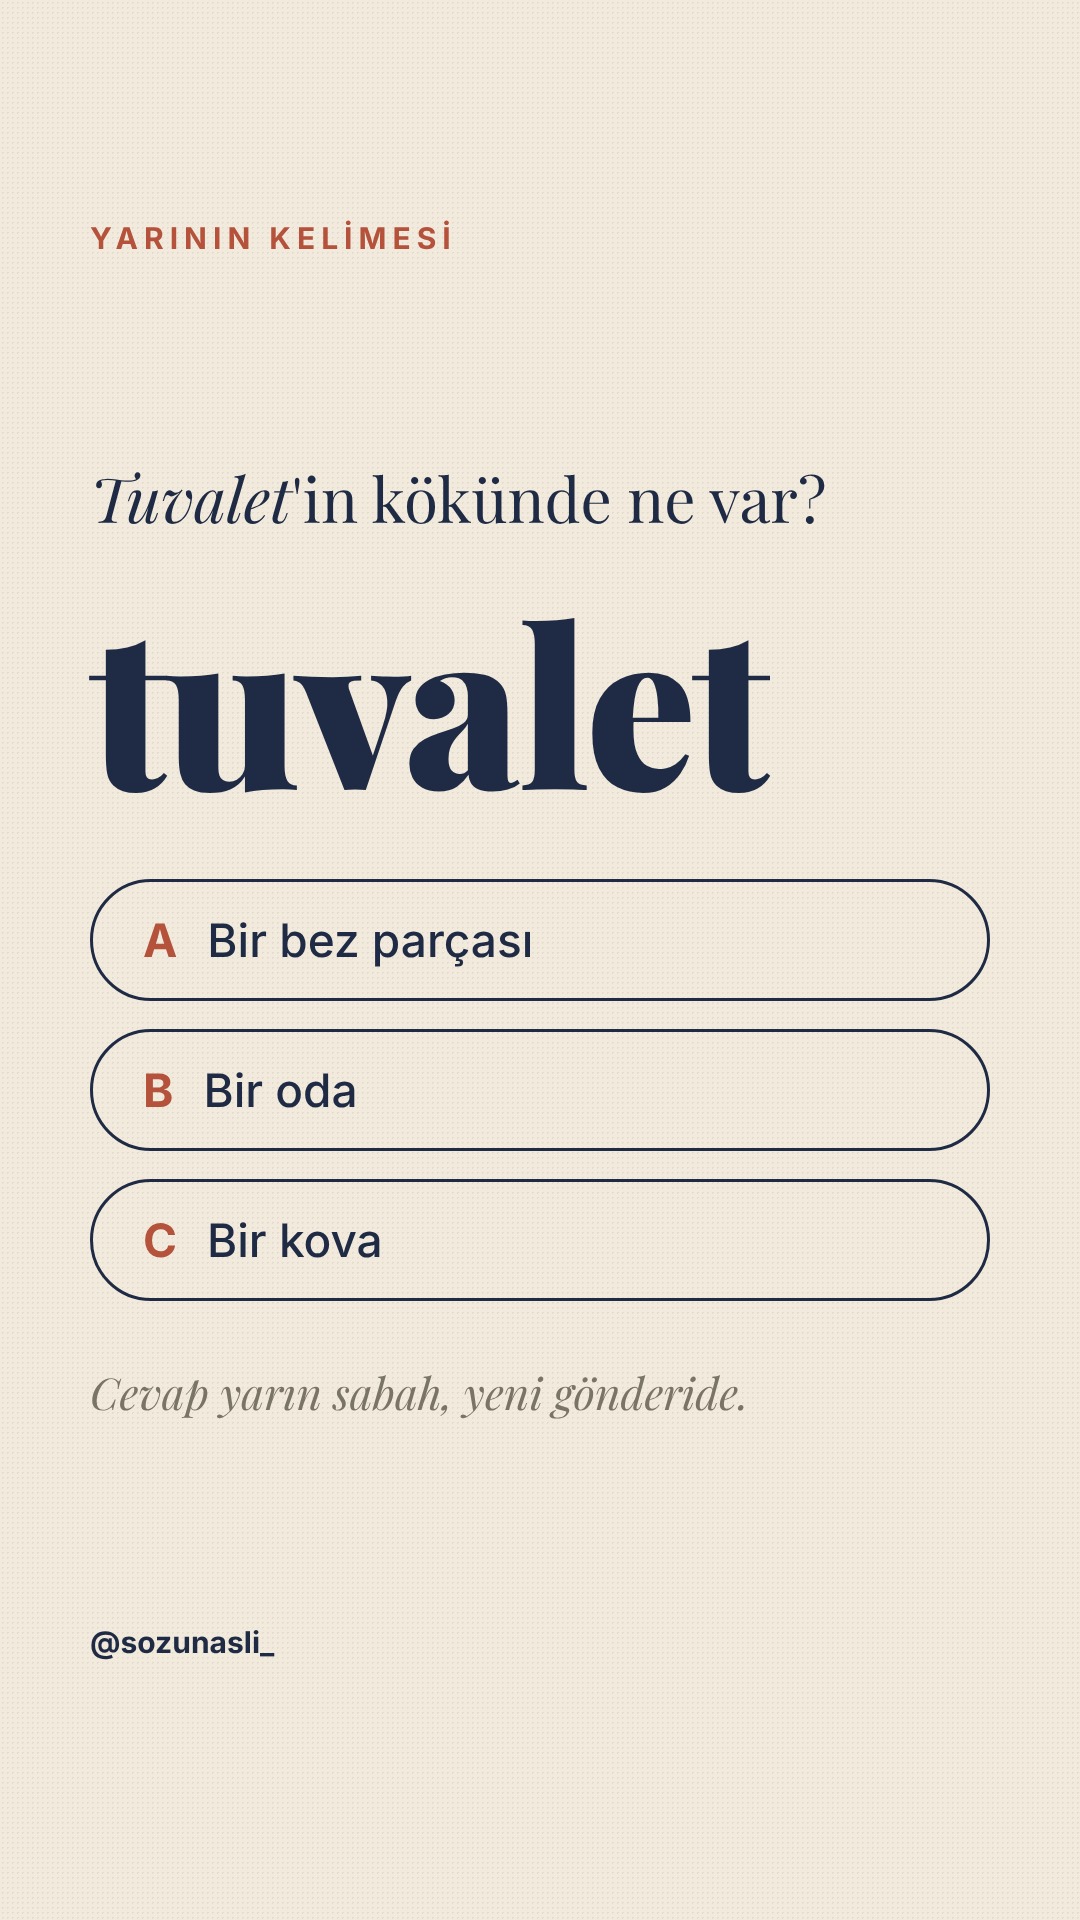 YARININ KELİMESİ
Tuvalet'in kökünde ne var?
tuvalet
A Bir bez parçası
B Bir oda
C Bir kova
Cevap yarın sabah, yeni gönderide.
@sozunasli_